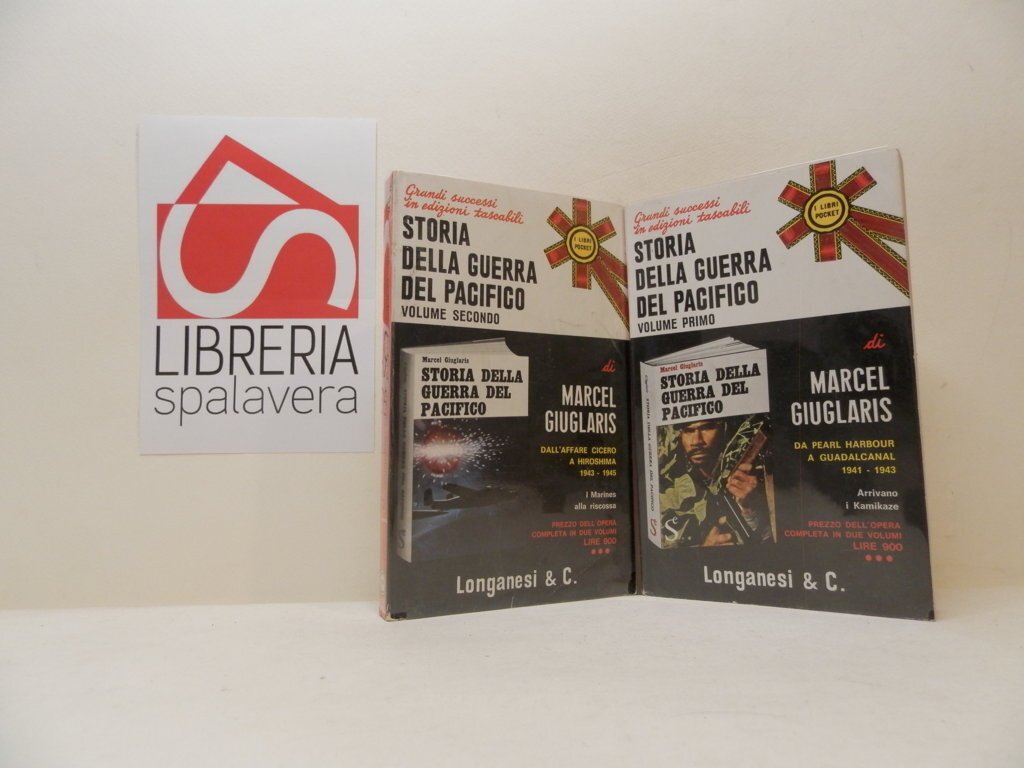 LIBRERIA
spalavera
Grandi successi
in edizioni tascabili
I LIBRI
POCKET
STORIA
DELLA GUERRA
DEL PACIFICO
VOLUME SECONDO
Marcel Giuglaris
STORIA DELLA
GUERRA DEL
PACIFICO
di
MARCEL
GIUGLARIS
DALL'AFFARE CICERO
A HIROSHIMA
1943 - 1945
I Marines
alla riscossa
PREZZO DELL'OPERA
COMPLETA IN DUE VOLUMI
LIRE 900
Longanesi & C.
Grandi successi
in edizioni tascabili
I LIBRI
POCKET
STORIA
DELLA GUERRA
DEL PACIFICO
VOLUME PRIMO
Marcel Giuglaris
STORIA DELLA
GUERRA DEL
PACIFICO
di
MARCEL
GIUGLARIS
DA PEARL HARBOUR
A GUADALCANAL
1941 - 1943
Arrivano
i Kamikaze
PREZZO DELL'OPERA
COMPLETA IN DUE VOLUMI
LIRE 900
Longanesi & C.